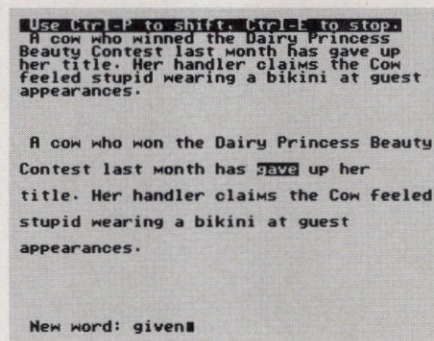 Use Ctrl-P to shift. Ctrl-E to stop.
A cow who winned the Dairy Princess
Beauty Contest last month has gave up
her title. Her handler claims the Cow
feeled stupid wearing a bikini at guest
appearances.
A cow who won the Dairy Princess Beauty
Contest last month has gave up her
title. Her handler claims the Cow feeled
stupid wearing a bikini at guest
appearances.
New word: given